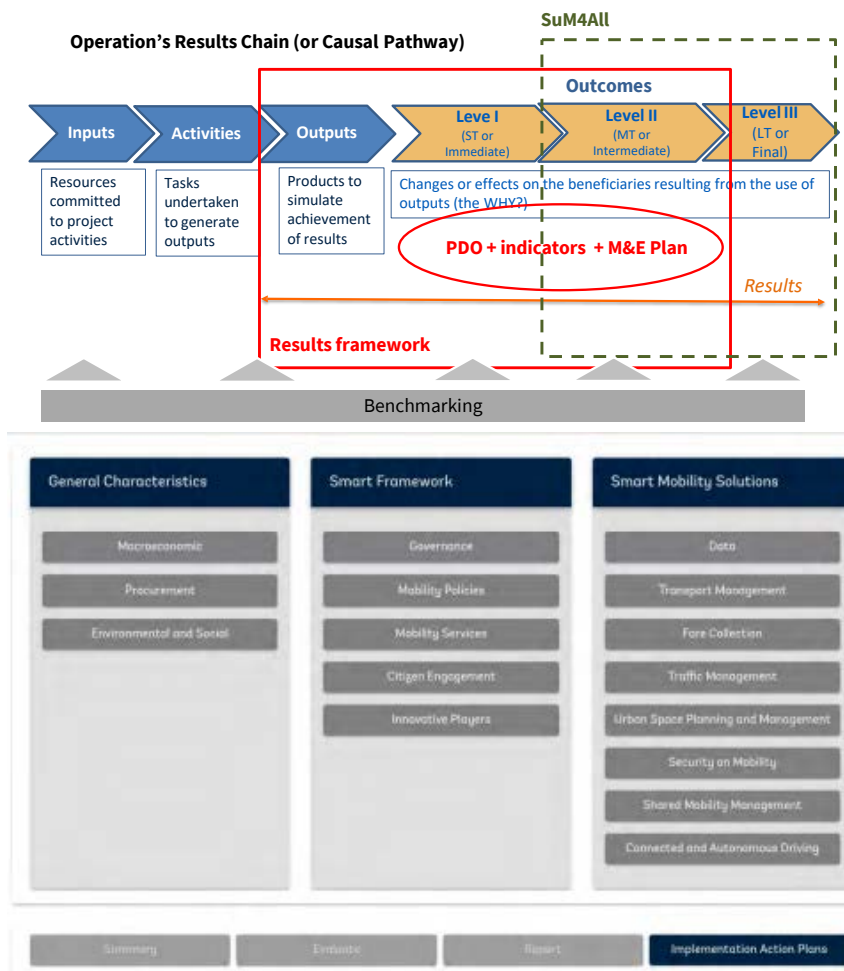 SuM4All
Operation's Results Chain (or Causal Pathway)
Outcomes
Inputs
Activities
Outputs
Leve I
(ST or
Immediate)
Level II
(MT or
Intermediate)
Level III
(LT or
Final)
Resources
committed
to project
activities
Tasks
undertaken
to generate
outputs
Products to
simulate
achievement
of results
Changes or effects on the beneficiaries resulting from the use of
outputs (the WHY?)
PDO + indicators + M&E Plan
Results
Results framework
Benchmarking
General Characteristics
Macroeconomic
Procurement
Environmental and Social
Smart Framework
Governance
Mobility Policies
Mobility Services
Citizen Engagement
Innovative Players
Smart Mobility Solutions
Data
Transport Management
Fare Collection
Traffic Management
Urban Space Planning and Management
Security on Mobility
Shared Mobility Management
Connected and Autonomous Driving
Summary
Evaluate
Report
Implementation Action Plans